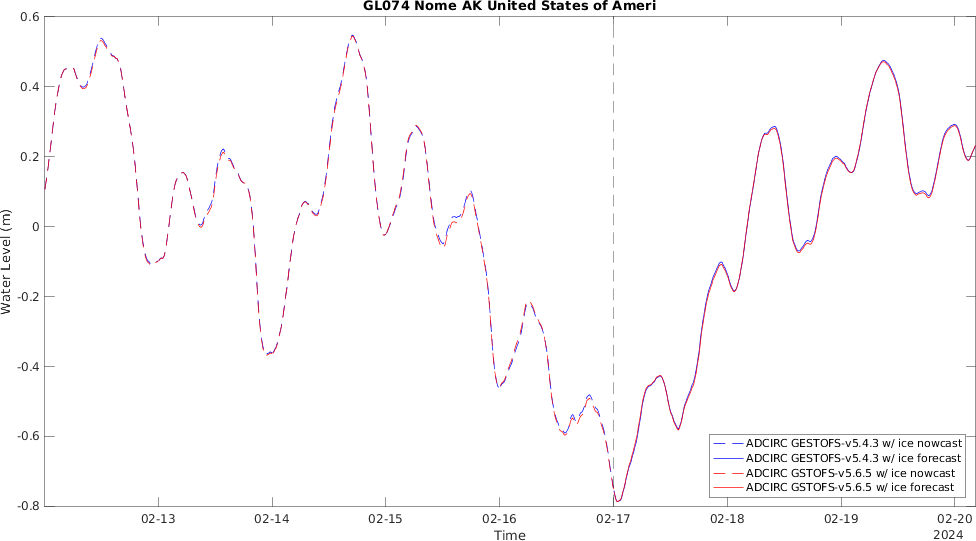 GL074 Nome AK United States of Ameri
0.6
0.4
0.2
0
-0.2
-0.4
-0.6
-0.8
Water Level (m)
ADCIRC GESTOFS-v5.4.3 w/ ice nowcast
ADCIRC GESTOFS-v5.4.3 w/ ice forecast
ADCIRC GSTOFS-v5.6.5 w/ ice nowcast
ADCIRC GSTOFS-v5.6.5 w/ ice forecast
02-13 02-14 02-15 02-16 02-17 02-18 02-19 02-20
Time 2024